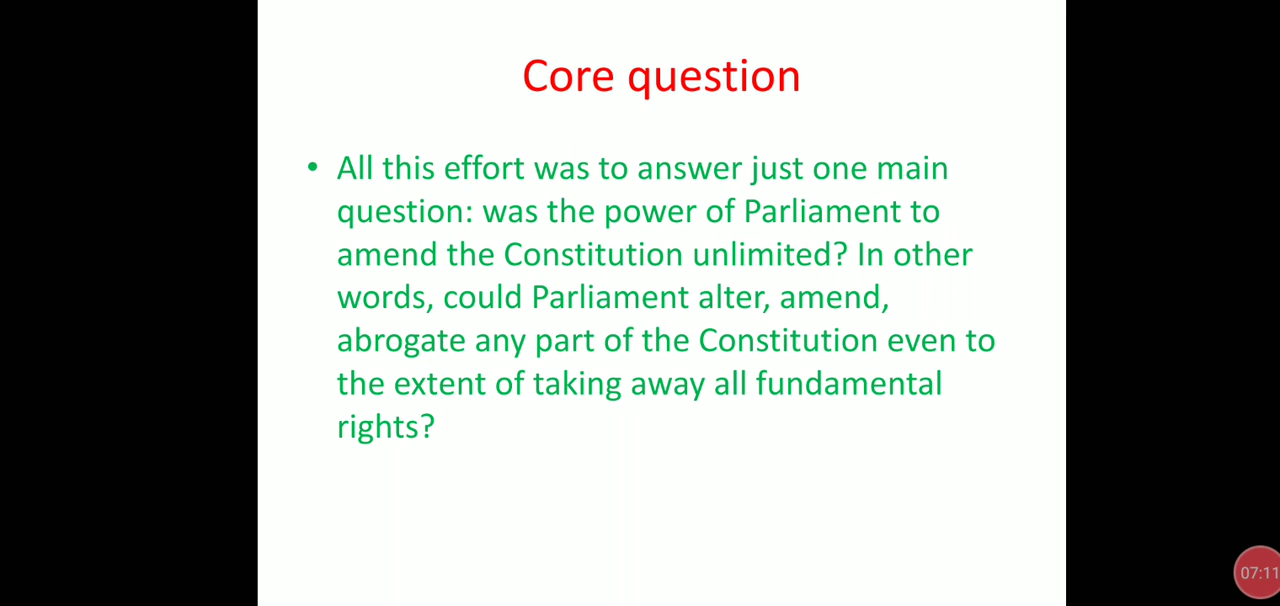 Core question
• All this effort was to answer just one main
question: was the power of Parliament to
amend the Constitution unlimited? In other
words, could Parliament alter, amend,
abrogate any part of the Constitution even to
the extent of taking away all fundamental
rights?
07:11